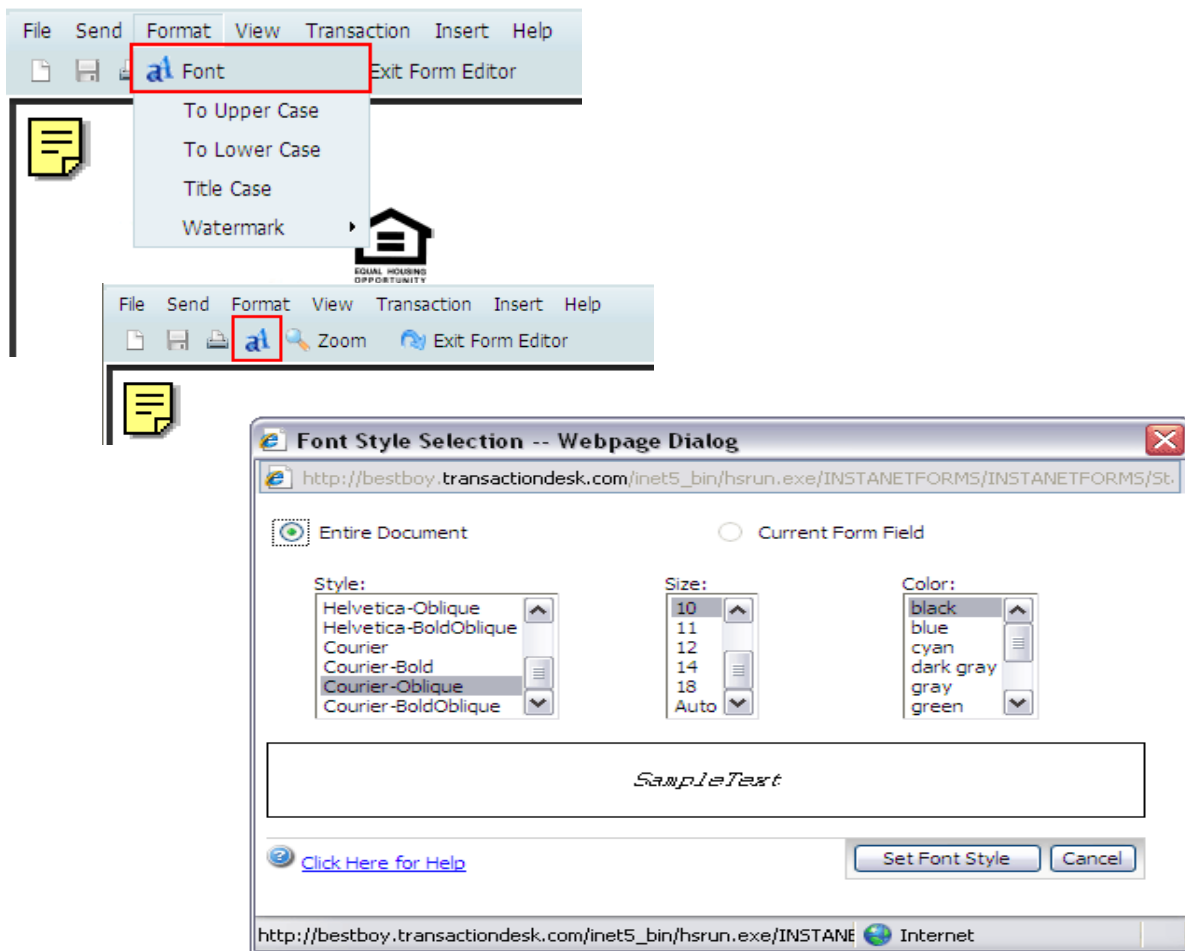 File Send Format View Transaction Insert Help
Font Exit Form Editor
To Upper Case
To Lower Case
Title Case
Watermark
EQUAL HOUSING
OPPORTUNITY
File Send Format View Transaction Insert Help
Zoom Exit Form Editor
Font Style Selection -- Webpage Dialog
http://bestboy.transactiondesk.com/inet5_bin/hsrun.exe/INSTANETFORMS/INSTANETFORMS/St
Entire Document Current Form Field
Style: Size: Color:
Helvetica-Oblique 10 black
Helvetica-BoldOblique 11 blue
Courier 12 cyan
Courier-Bold 14 dark gray
Courier-Oblique 18 gray
Courier-BoldOblique Auto green
SampleText
Click Here for Help Set Font Style Cancel
http://bestboy.transactiondesk.com/inet5_bin/hsrun.exe/INSTANE Internet